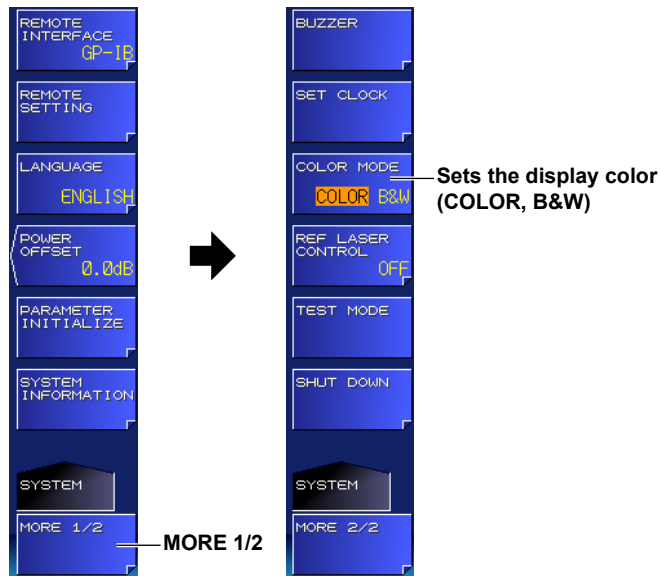 REMOTE
INTERFACE
GP-IB
REMOTE
SETTING
LANGUAGE
ENGLISH
POWER
OFFSET
0.0dB
PARAMETER
INITIALIZE
SYSTEM
INFORMATION
SYSTEM
MORE 1/2
MORE 1/2
BUZZER
SET CLOCK
COLOR MODE
COLOR B&W
Sets the display color
(COLOR, B&W)
REF LASER
CONTROL
OFF
TEST MODE
SHUT DOWN
SYSTEM
MORE 2/2